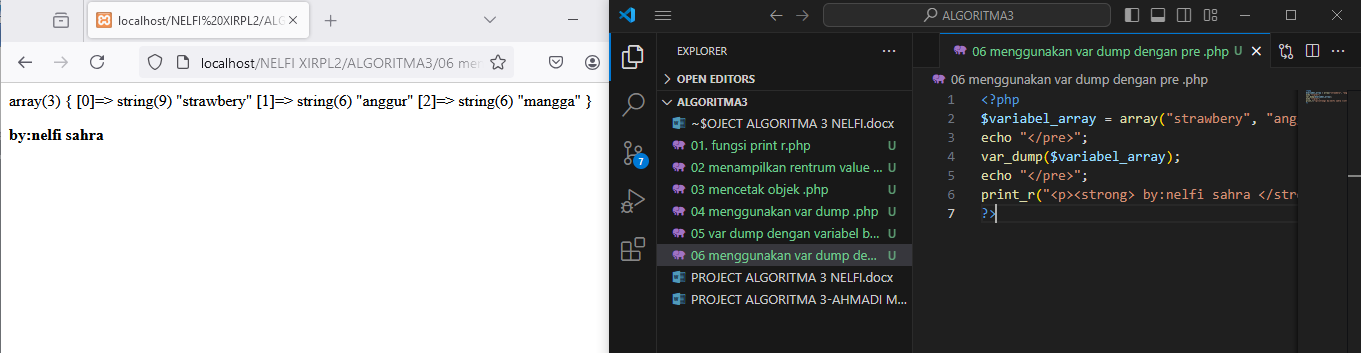 localhost/NELFI%20XIRPL2/ALG
localhost/NELFI XIRPL2/ALGORITMA3/06 men
array(3) { [0]=> string(9) "strawbery" [1]=> string(6) "anggur" [2]=> string(6) "mangga" }
by:nelfi sahra
ALGORITMA3
EXPLORER
OPEN EDITORS
ALGORITMA3
~$OJECT ALGORITMA 3 NELFI.docx
01. fungsi print r.php U
02 menampilkan rentrum value ... U
03 mencetak objek .php U
04 menggunakan var dump .php U
05 var dump dengan variabel b... U
06 menggunakan var dump de... U
PROJECT ALGORITMA 3 NELFI.docx
PROJECT ALGORITMA 3-AHMADI M...
7
06 menggunakan var dump dengan pre .php U
06 menggunakan var dump dengan pre .php
1 <?php
2 $variabel_array = array("strawbery", "ang
3 echo "</pre>";
4 var_dump($variabel_array);
5 echo "</pre>";
6 print_r("<p><strong> by:nelfi sahra </stro
7 ?>